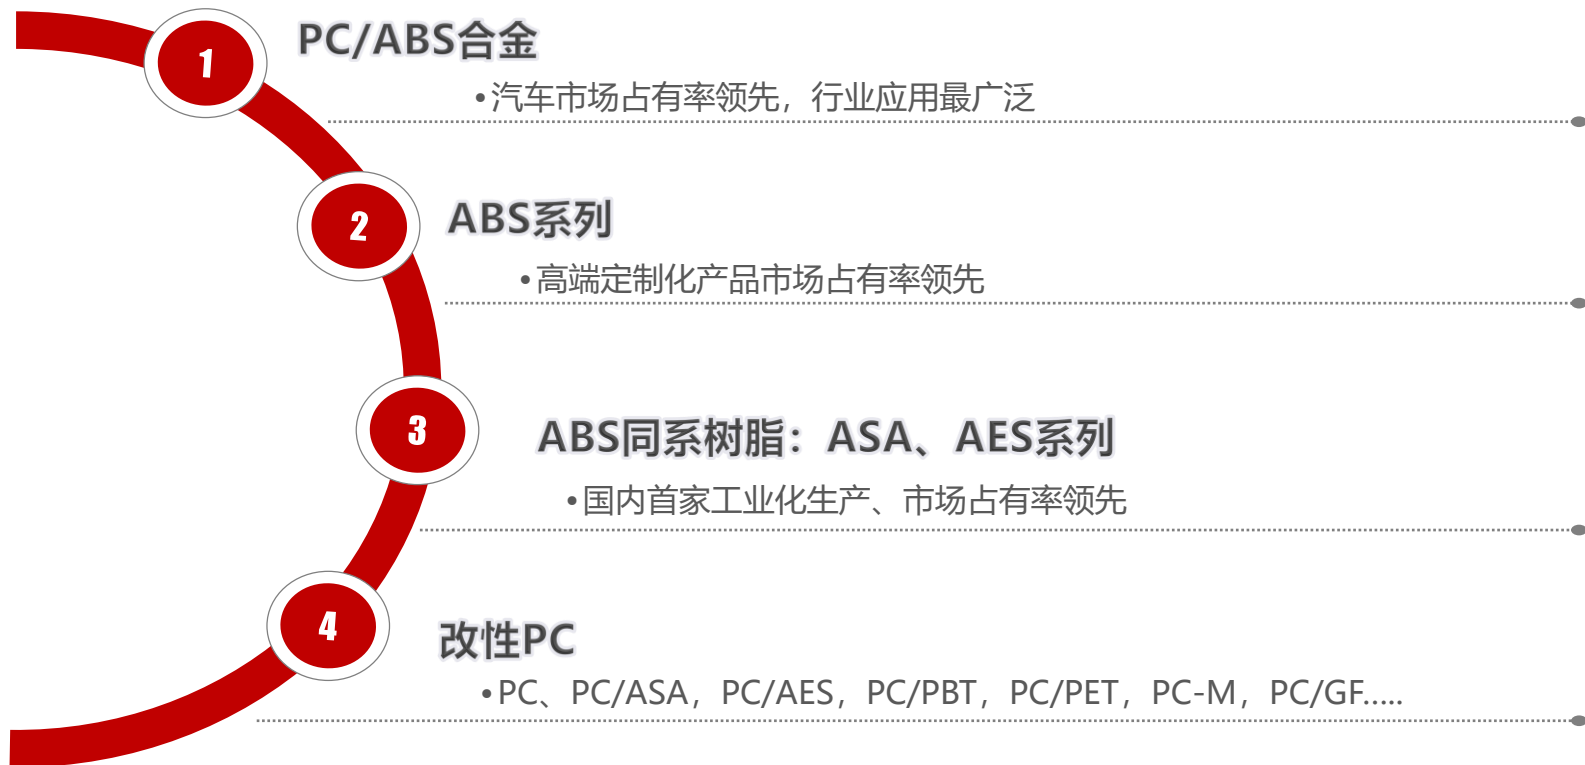 1
PC/ABS合金
•汽车市场占有率领先，行业应用最广泛
2
ABS系列
•高端定制化产品市场占有率领先
3
ABS同系树脂：ASA、AES系列
•国内首家工业化生产、市场占有率领先
4
改性PC
•PC、PC/ASA，PC/AES，PC/PBT，PC/PET，PC-M，PC/GF.....